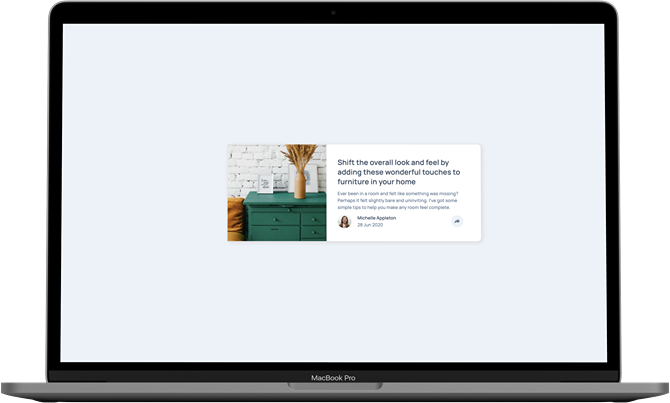 Shift the overall look and feel by
adding these wonderful touches to
furniture in your home
Ever been in a room and felt like something was missing?
Perhaps it felt slightly bare and uninviting. I've got some
simple tips to help you make any room feel complete.
Michelle Appleton
28 Jun 2020
MacBook Pro